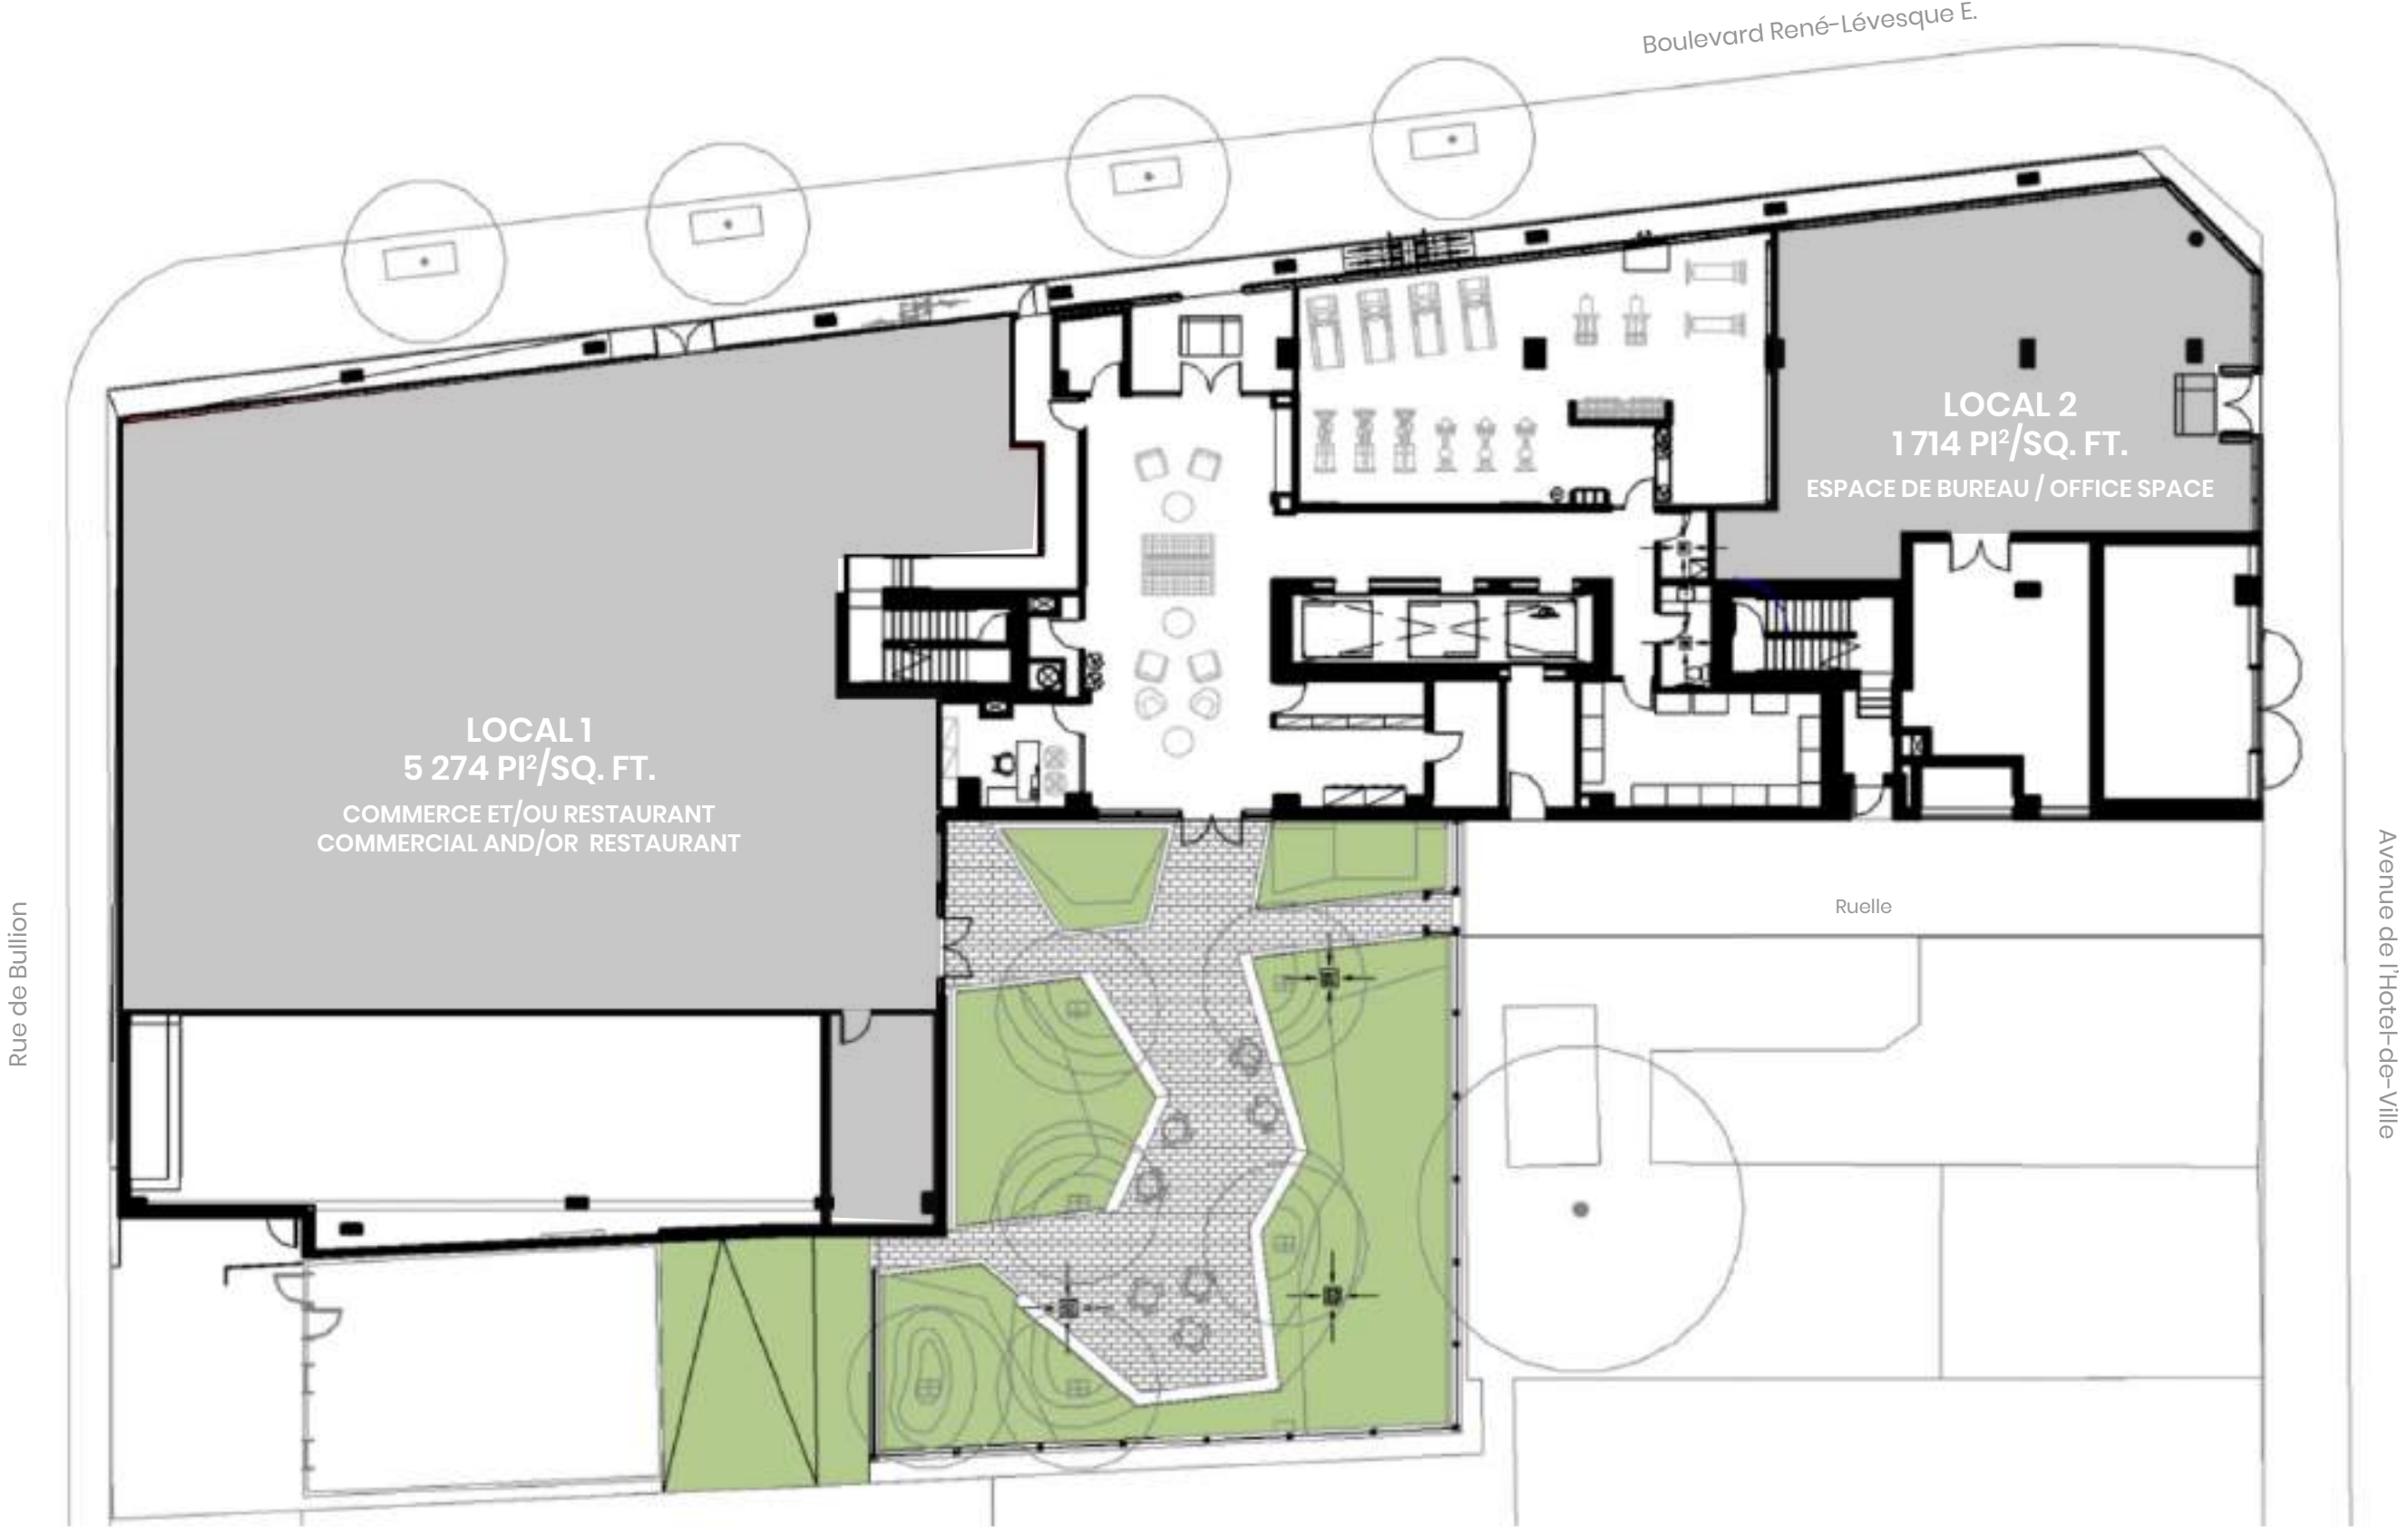 Boulevard René-Lévesque E.
LOCAL 2
1 714 PI²/SQ. FT.
ESPACE DE BUREAU / OFFICE SPACE
LOCAL 1
5 274 PI²/SQ. FT.
COMMERCE ET/OU RESTAURANT
COMMERCIAL AND/OR RESTAURANT
Rue de Bullion
Ruelle
Avenue de l'Hotel-de-Ville